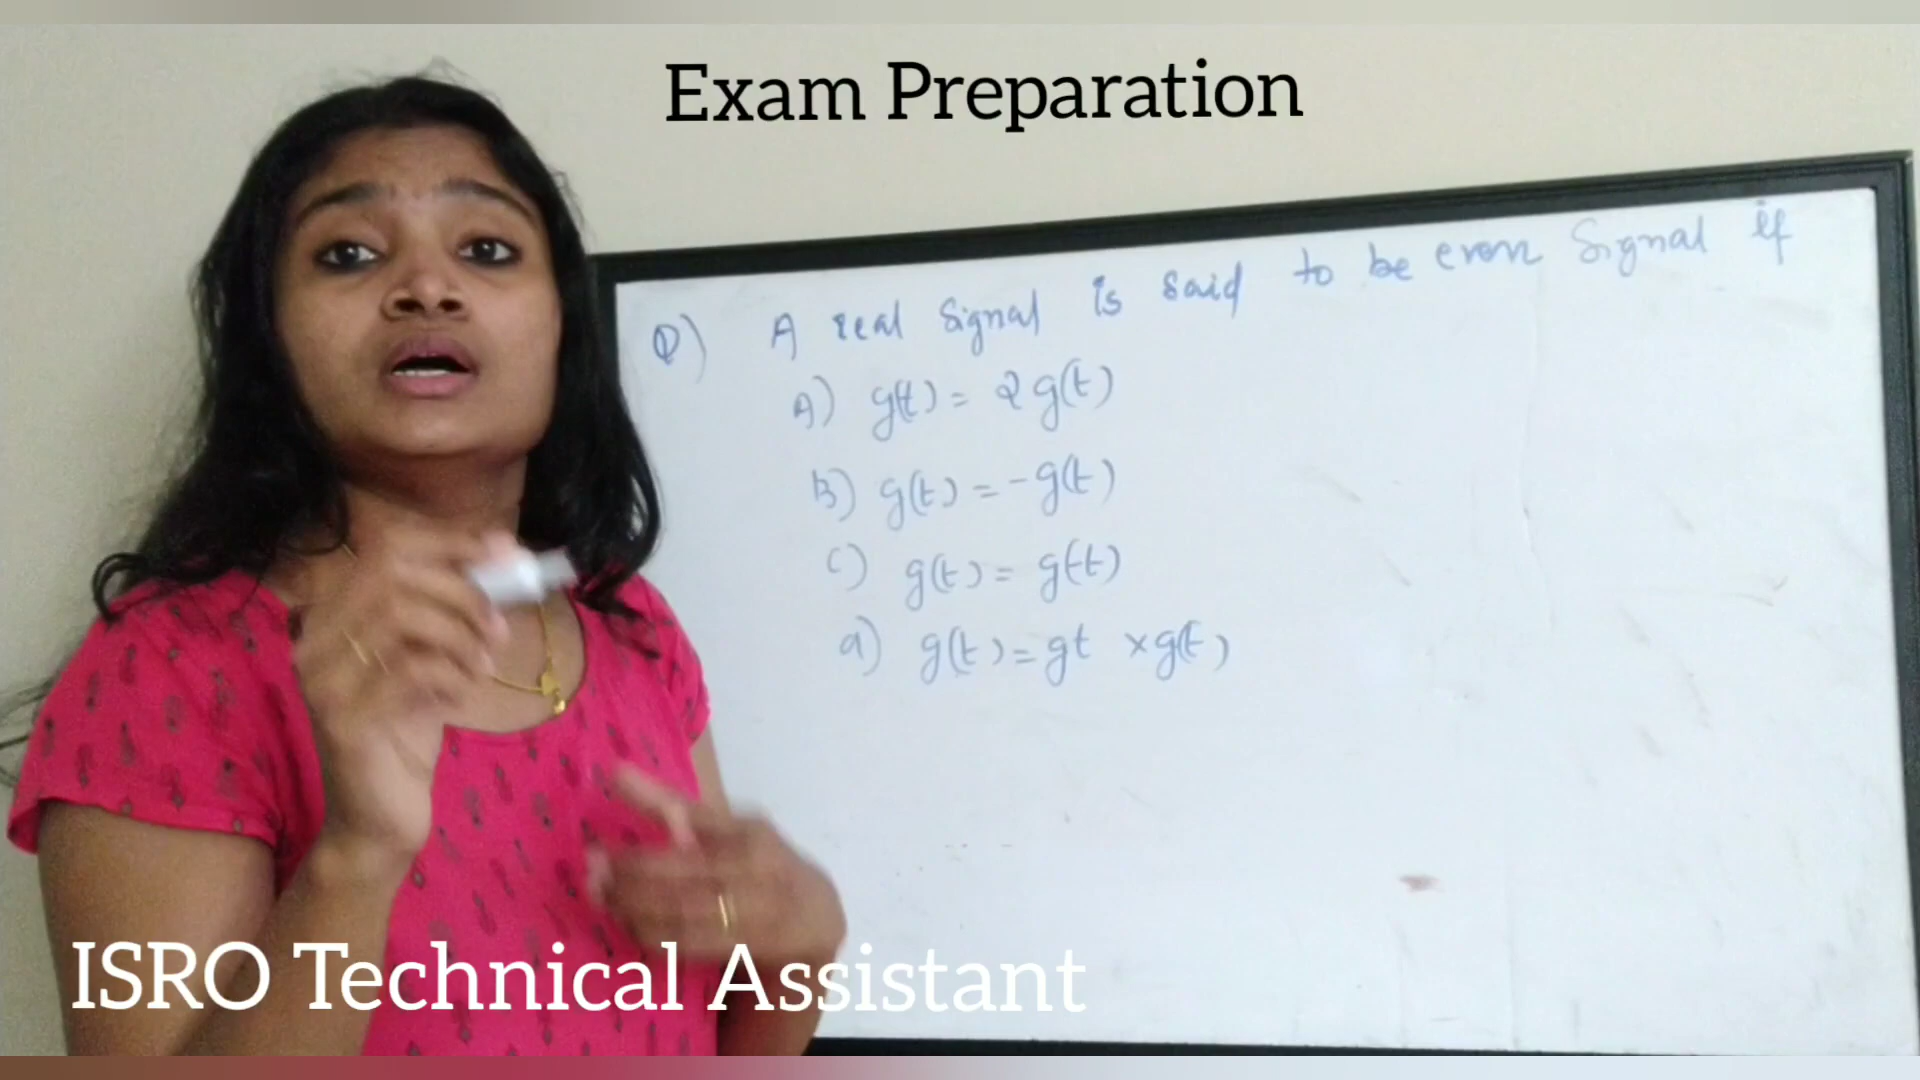 Exam Preparation
Q) A real signal is said to be even signal if
A) g(t) = 2g(t)
B) g(t) = -g(t)
C) g(t) = g(-t)
a) g(t) = gt × g(t)
ISRO Technical Assistant